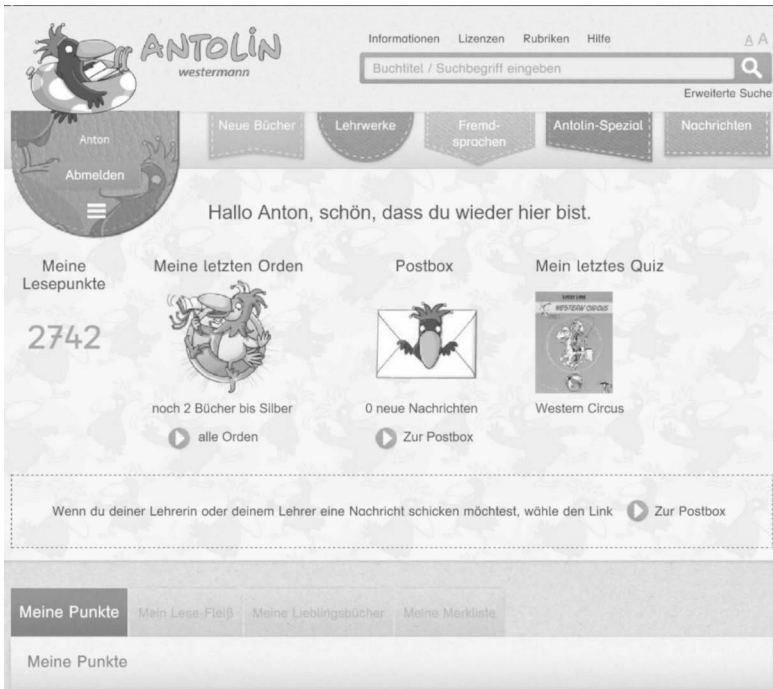 ANTOLIN
westermann
Informationen Lizenzen Rubriken Hilfe A A
Buchtitel / Suchbegriff eingeben
Erweiterte Suche
Anton
Abmelden
Neue Bücher Lehrwerke Fremd-
sprachen Antolin-Spezial Nachrichten
Hallo Anton, schön, dass du wieder hier bist.
Meine
Lesepunkte
2742
Meine letzten Orden
noch 2 Bücher bis Silber
alle Orden
Postbox
0 neue Nachrichten
Zur Postbox
Mein letztes Quiz
LUCKY LUKE
WESTERN CIRCUS
Western Circus
Wenn du deiner Lehrerin oder deinem Lehrer eine Nachricht schicken möchtest, wähle den Link Zur Postbox
Meine Punkte Mein Lese-Fleiß Meine Lieblingsbücher Meine Merkliste
Meine Punkte